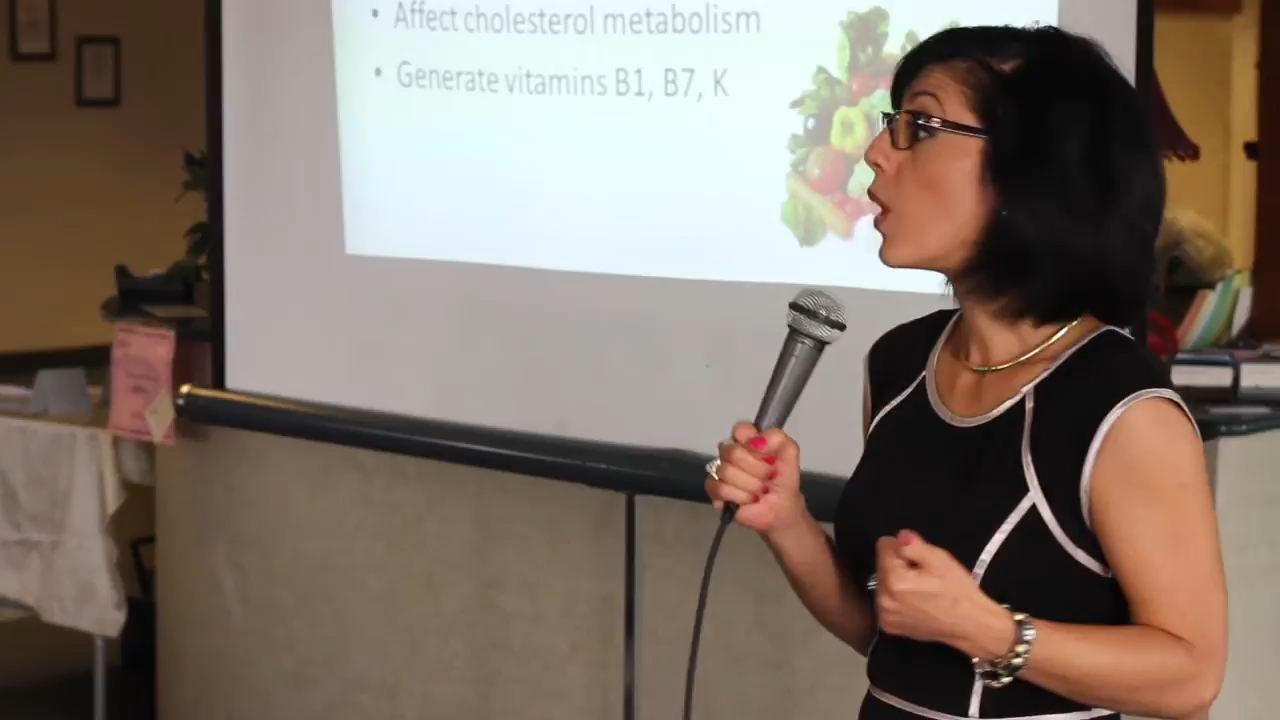 • Affect cholesterol metabolism
• Generate vitamins B1, B7, K